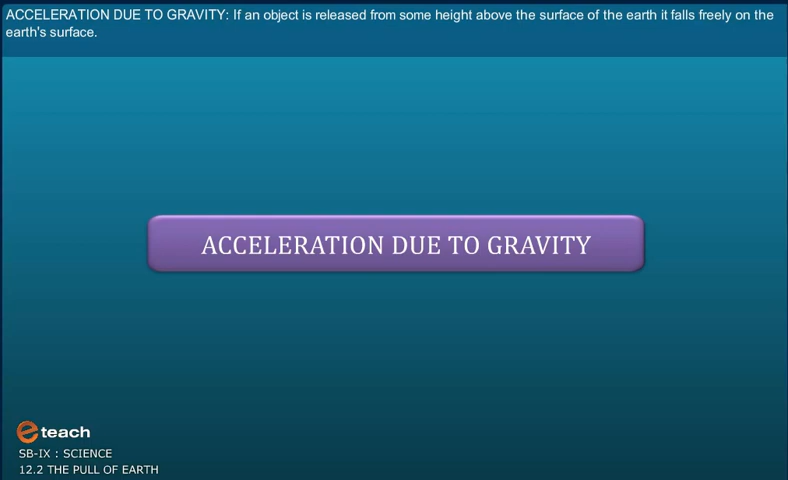 ACCELERATION DUE TO GRAVITY: If an object is released from some height above the surface of the earth it falls freely on the
earth's surface.
ACCELERATION DUE TO GRAVITY
e teach
SB-IX : SCIENCE
12.2 THE PULL OF EARTH